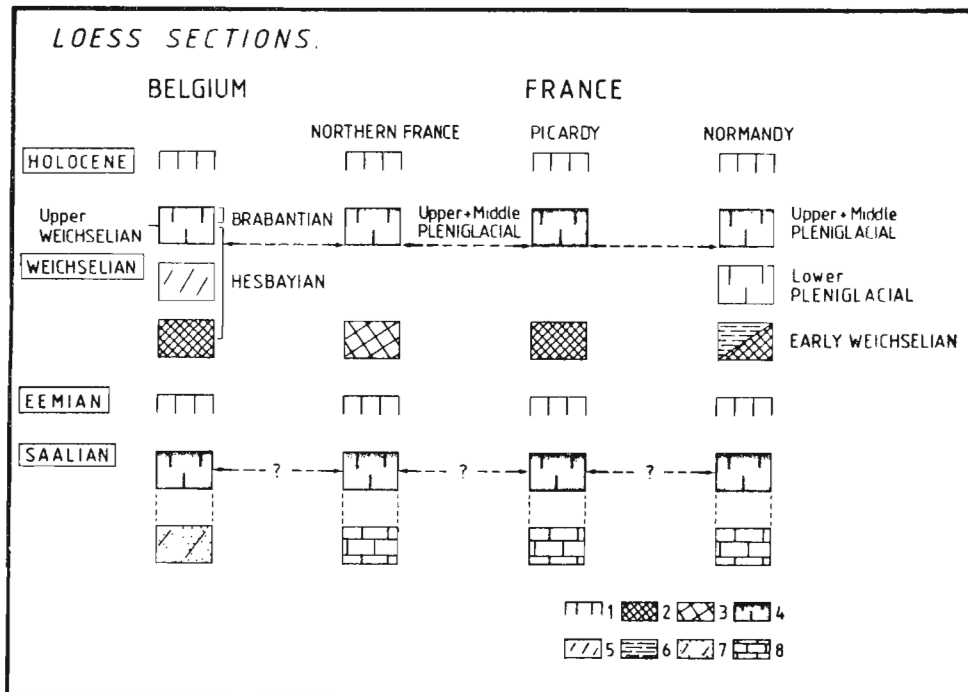 LOESS SECTIONS.
BELGIUM
FRANCE
NORTHERN FRANCE
PICARDY
NORMANDY
HOLOCENE
Upper
WEICHSELIAN
BRABANTIAN
Upper+Middle
PLENIGLACIAL
Upper + Middle
PLENIGLACIAL
WEICHSELIAN
HESBAYIAN
Lower
PLENIGLACIAL
EARLY WEICHSELIAN
EEMIAN
SAALIAN
? ? ?
1 2 3 4
5 6 7 8